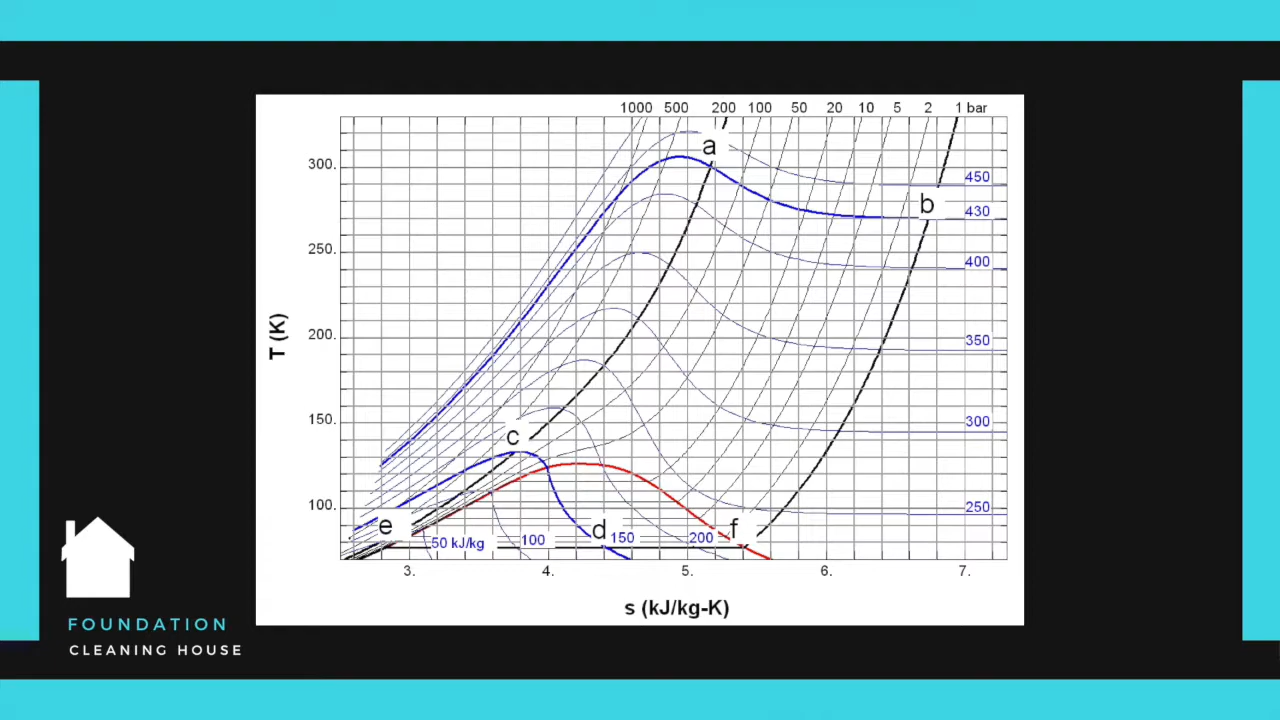 1000 500 200 100 50 20 10 5 2 1 bar
a
300.
450
b
430
250.
400
200.
350
T (K)
150.
300
c
100.
250
e
d
f
50 kJ/kg 100 150 200
3. 4. 5. 6. 7.
s (kJ/kg-K)
FOUNDATION
CLEANING HOUSE